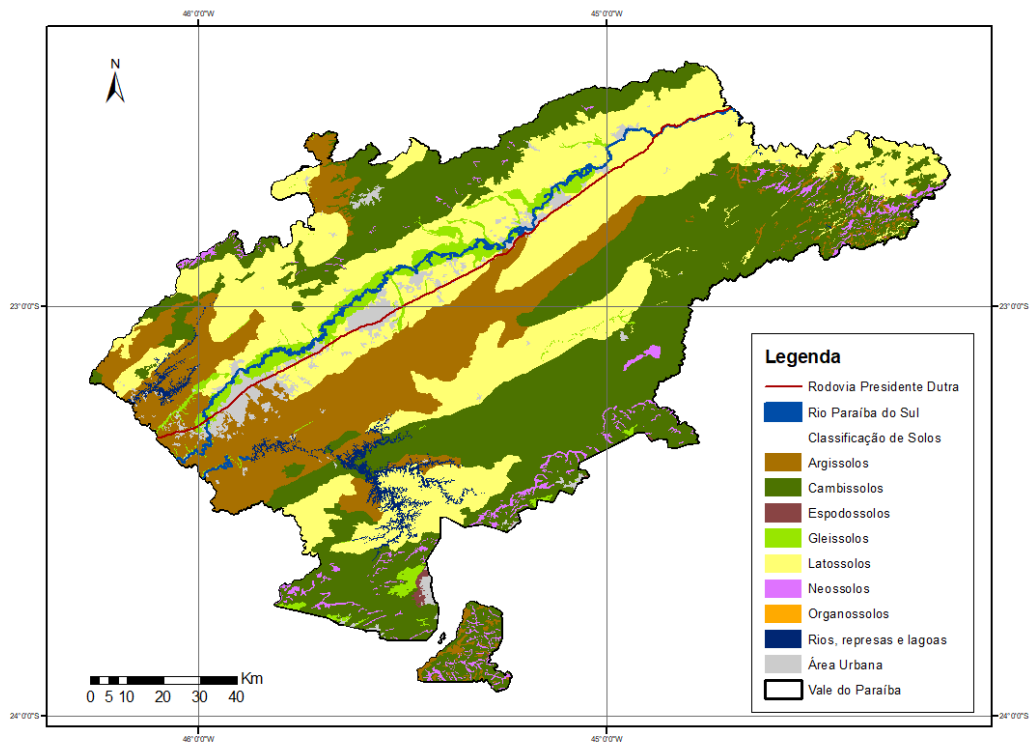 46°0'0"W 45°0'0"W
N
23°0'0"S 23°0'0"S
Legenda
Rodovia Presidente Dutra
Rio Paraíba do Sul
Classificação de Solos
Argissolos
Cambissolos
Espodossolos
Gleissolos
Latossolos
Neossolos
Organossolos
Rios, represas e lagoas
Área Urbana
Vale do Paraíba
Km
0 5 10 20 30 40
24°0'0"S 24°0'0"S
46°0'0"W 45°0'0"W